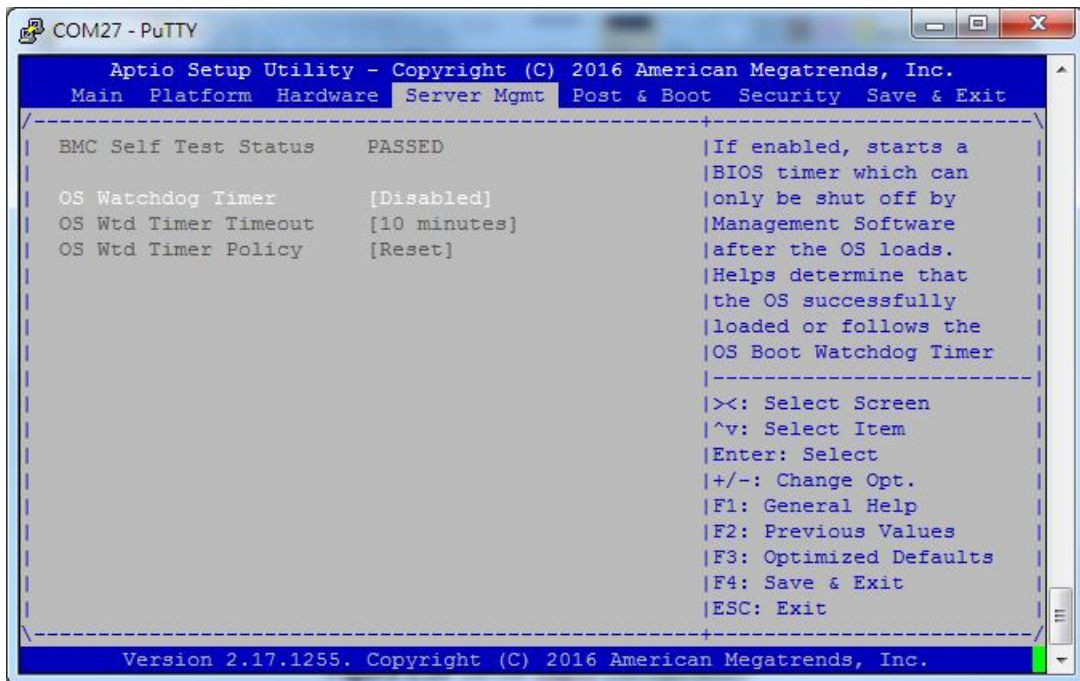 COM27 - PuTTY
Aptio Setup Utility - Copyright (C) 2016 American Megatrends, Inc.
Main Platform Hardware Server Mgmt Post & Boot Security Save & Exit
BMC Self Test Status PASSED
OS Watchdog Timer [Disabled]
OS Wtd Timer Timeout [10 minutes]
OS Wtd Timer Policy [Reset]
If enabled, starts a
BIOS timer which can
only be shut off by
Management Software
after the OS loads.
Helps determine that
the OS successfully
loaded or follows the
OS Boot Watchdog Timer
><: Select Screen
^v: Select Item
Enter: Select
+/-: Change Opt.
F1: General Help
F2: Previous Values
F3: Optimized Defaults
F4: Save & Exit
ESC: Exit
Version 2.17.1255. Copyright (C) 2016 American Megatrends, Inc.